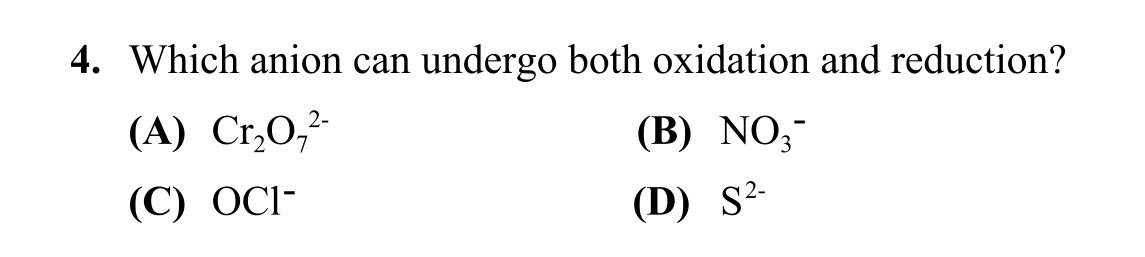 4. Which anion can undergo both oxidation and reduction?
(A) Cr₂O₇²⁻ (B) NO₃⁻
(C) OCl⁻ (D) S²⁻